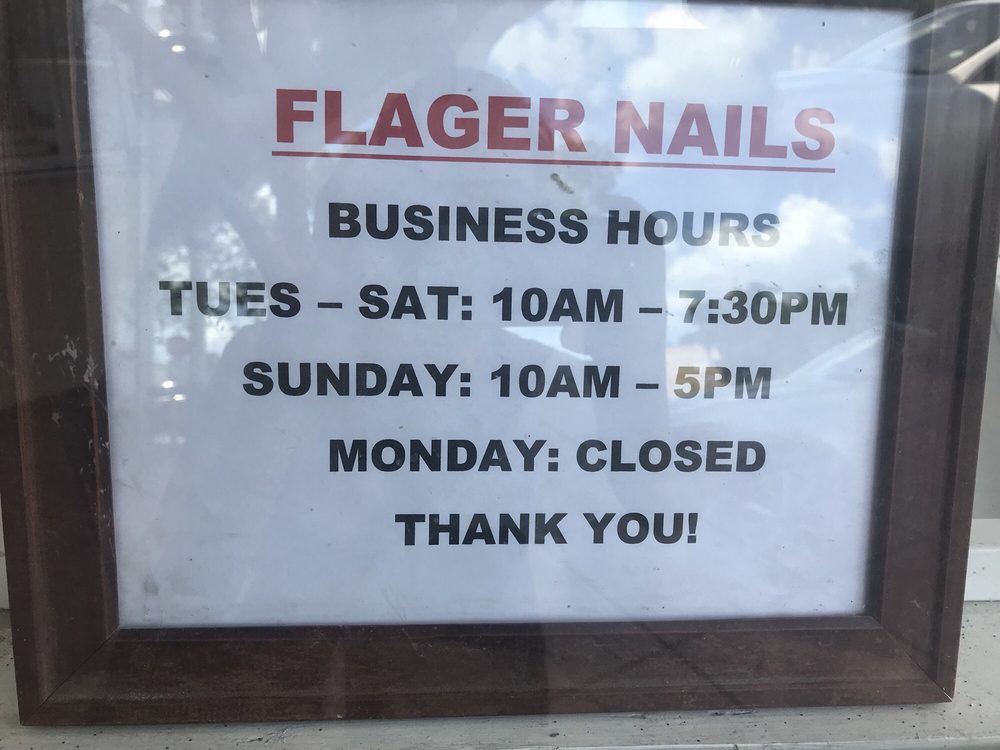 FLAGER NAILS
BUSINESS HOURS
TUES – SAT: 10AM – 7:30PM
SUNDAY: 10AM – 5PM
MONDAY: CLOSED
THANK YOU!